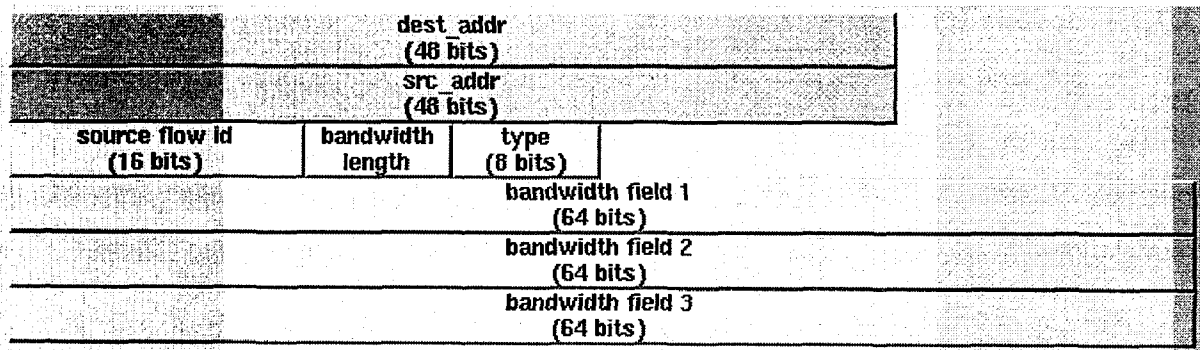 dest_addr
(48 bits)
src_addr
(48 bits)
source flow id bandwidth type
(16 bits) length (8 bits)
bandwidth field 1
(64 bits)
bandwidth field 2
(64 bits)
bandwidth field 3
(64 bits)